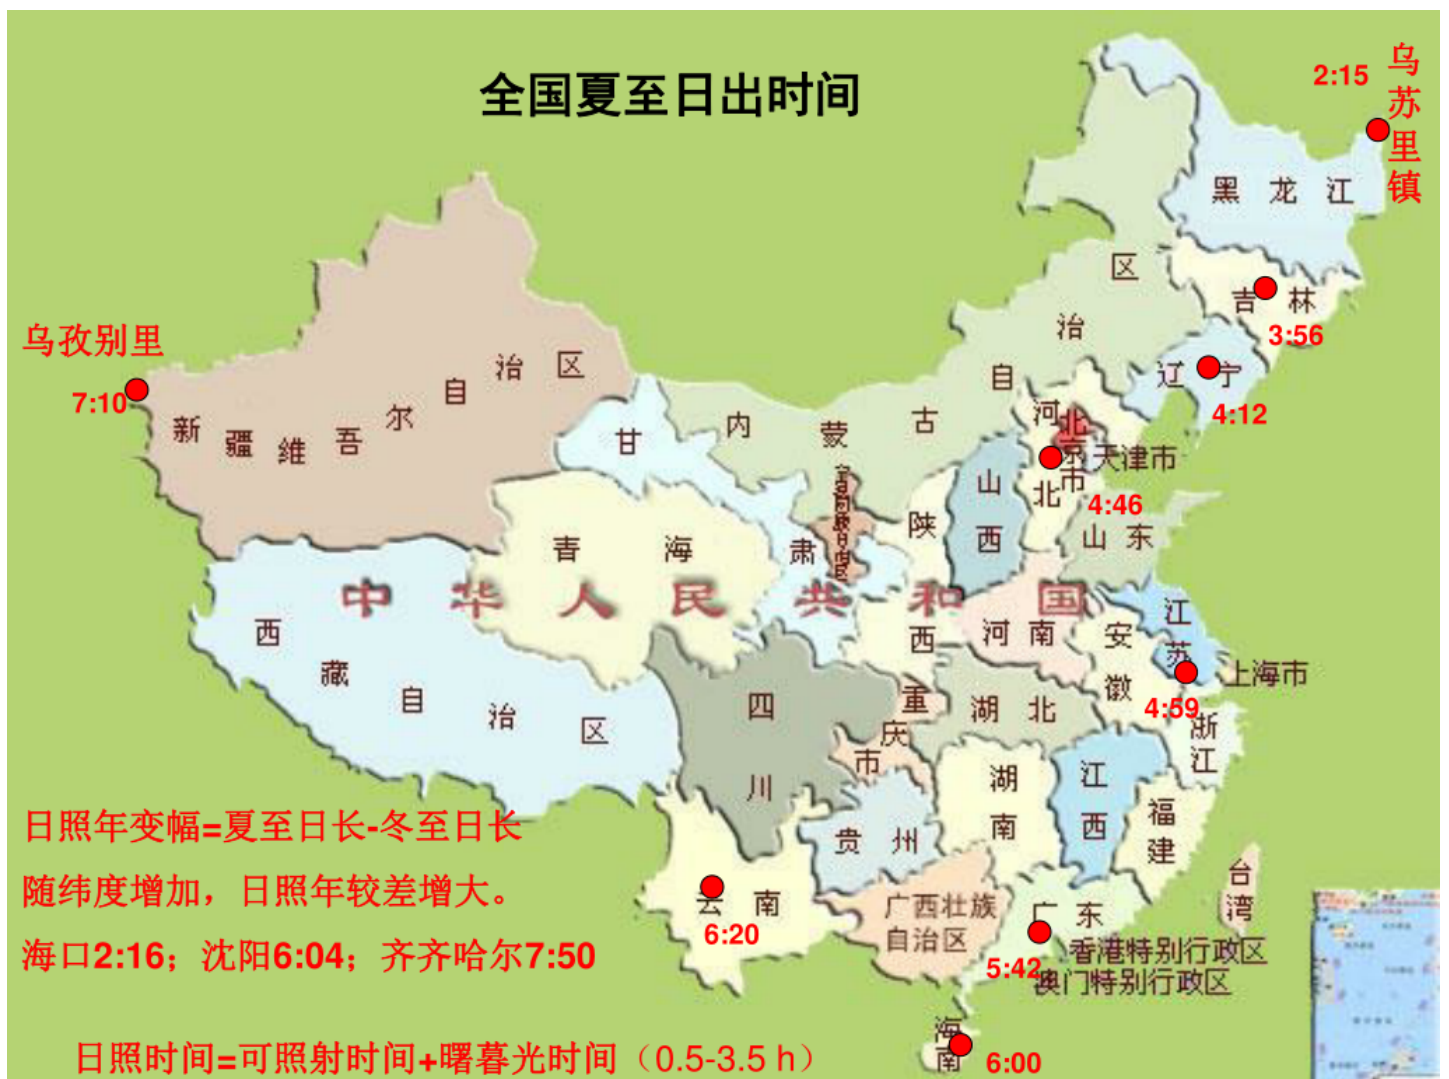 全国夏至日出时间
2:15
乌苏里镇
黑龙江
吉林
3:56
辽宁
4:12
内蒙古自治区
乌孜别里
7:10
新疆维吾尔自治区
甘肃
河北
北京市
天津市
4:46
山西
陕西
山东
青海
中华人民共和国
西藏自治区
河南
江苏
安徽
上海市
4:59
浙江
四川
重庆市
湖北
湖南
江西
福建
贵州
台湾
云南
6:20
广西壮族
自治区
广东
香港特别行政区
5:42
澳门特别行政区
海南
6:00
日照年变幅=夏至日长-冬至日长
随纬度增加，日照年较差增大。
海口2:16；沈阳6:04；齐齐哈尔7:50
日照时间=可照射时间+曙暮光时间（0.5-3.5 h）